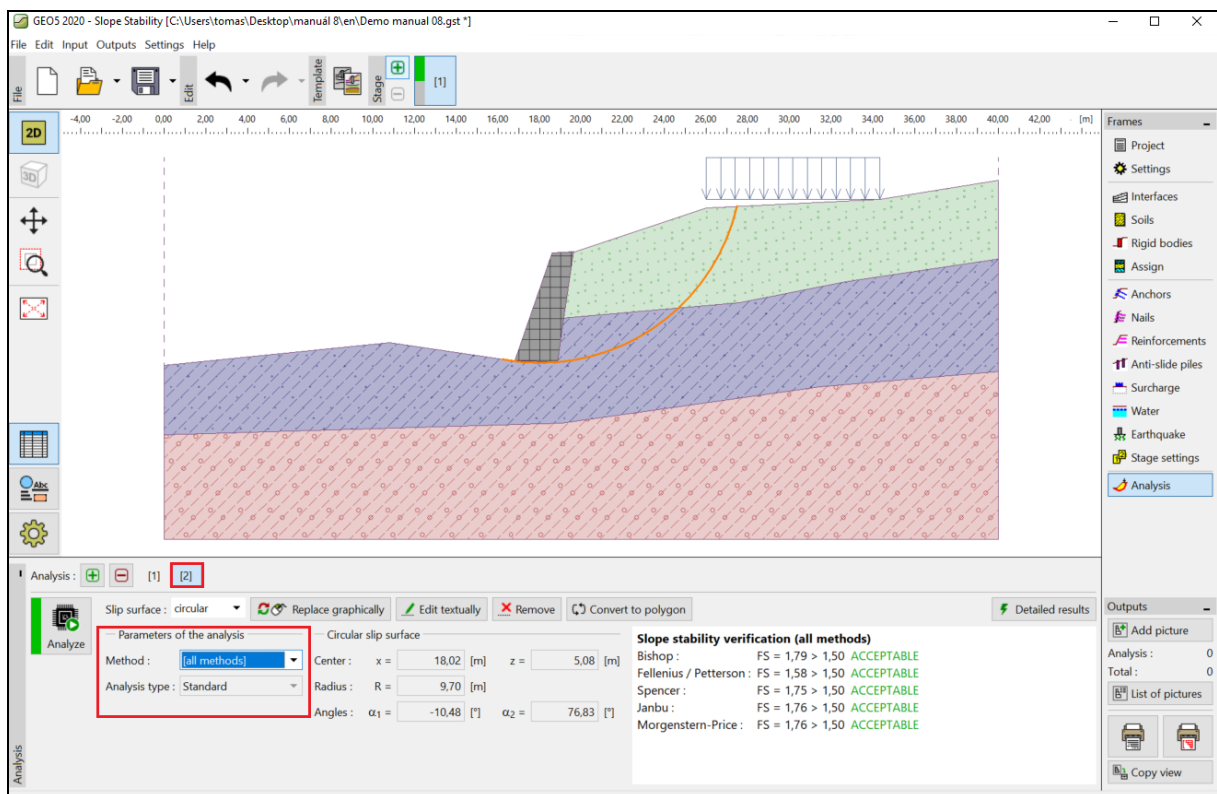 GEO5 2020 - Slope Stability [C:\Users\tomas\Desktop\manuál 8\en\Demo manual 08.gst *]
File Edit Input Outputs Settings Help
File
Edit
Template
Stage
[1]
-4,00 -2,00 0,00 2,00 4,00 6,00 8,00 10,00 12,00 14,00 16,00 18,00 20,00 22,00 24,00 26,00 28,00 30,00 32,00 34,00 36,00 38,00 40,00 42,00 [m]
2D
3D
Abc
Frames
Project
Settings
Interfaces
Soils
Rigid bodies
Assign
Anchors
Nails
Reinforcements
Anti-slide piles
Surcharge
Water
Earthquake
Stage settings
Analysis
Analysis : [1] [2]
Analyze
Slip surface : circular Replace graphically Edit textually Remove Convert to polygon Detailed results
Parameters of the analysis
Method : [all methods]
Analysis type : Standard
Circular slip surface
Center : x = 18,02 [m] z = 5,08 [m]
Radius : R = 9,70 [m]
Angles : α1 = -10,48 [°] α2 = 76,83 [°]
Slope stability verification (all methods)
Bishop : FS = 1,79 > 1,50 ACCEPTABLE
Fellenius / Petterson : FS = 1,58 > 1,50 ACCEPTABLE
Spencer : FS = 1,75 > 1,50 ACCEPTABLE
Janbu : FS = 1,76 > 1,50 ACCEPTABLE
Morgenstern-Price : FS = 1,76 > 1,50 ACCEPTABLE
Analysis
Outputs
Add picture
Analysis : 0
Total : 0
List of pictures
Copy view